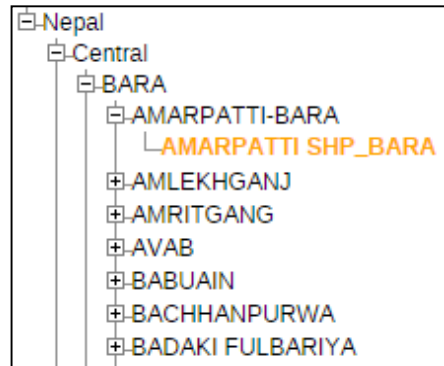 Nepal
Central
BARA
AMARPATTI-BARA
AMARPATTI SHP_BARA
AMLEKHGANJ
AMRITGANG
AVAB
BABUAIN
BACHHANPURWA
BADAKI FULBARIYA